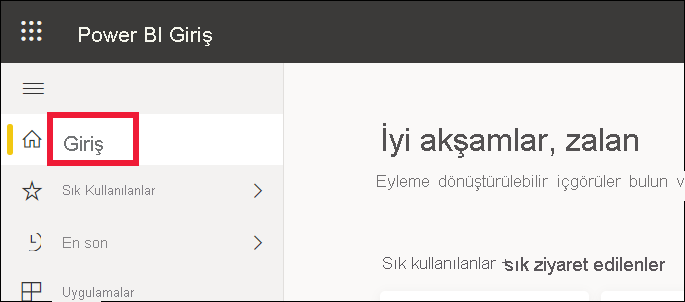 Power BI Giriş
Giriş
Sık Kullanılanlar
En son
Uygulamalar
İyi akşamlar, zalan
Eyleme dönüştürülebilir içgörüler bulun v
Sık kullanılanlar + sık ziyaret edilenler